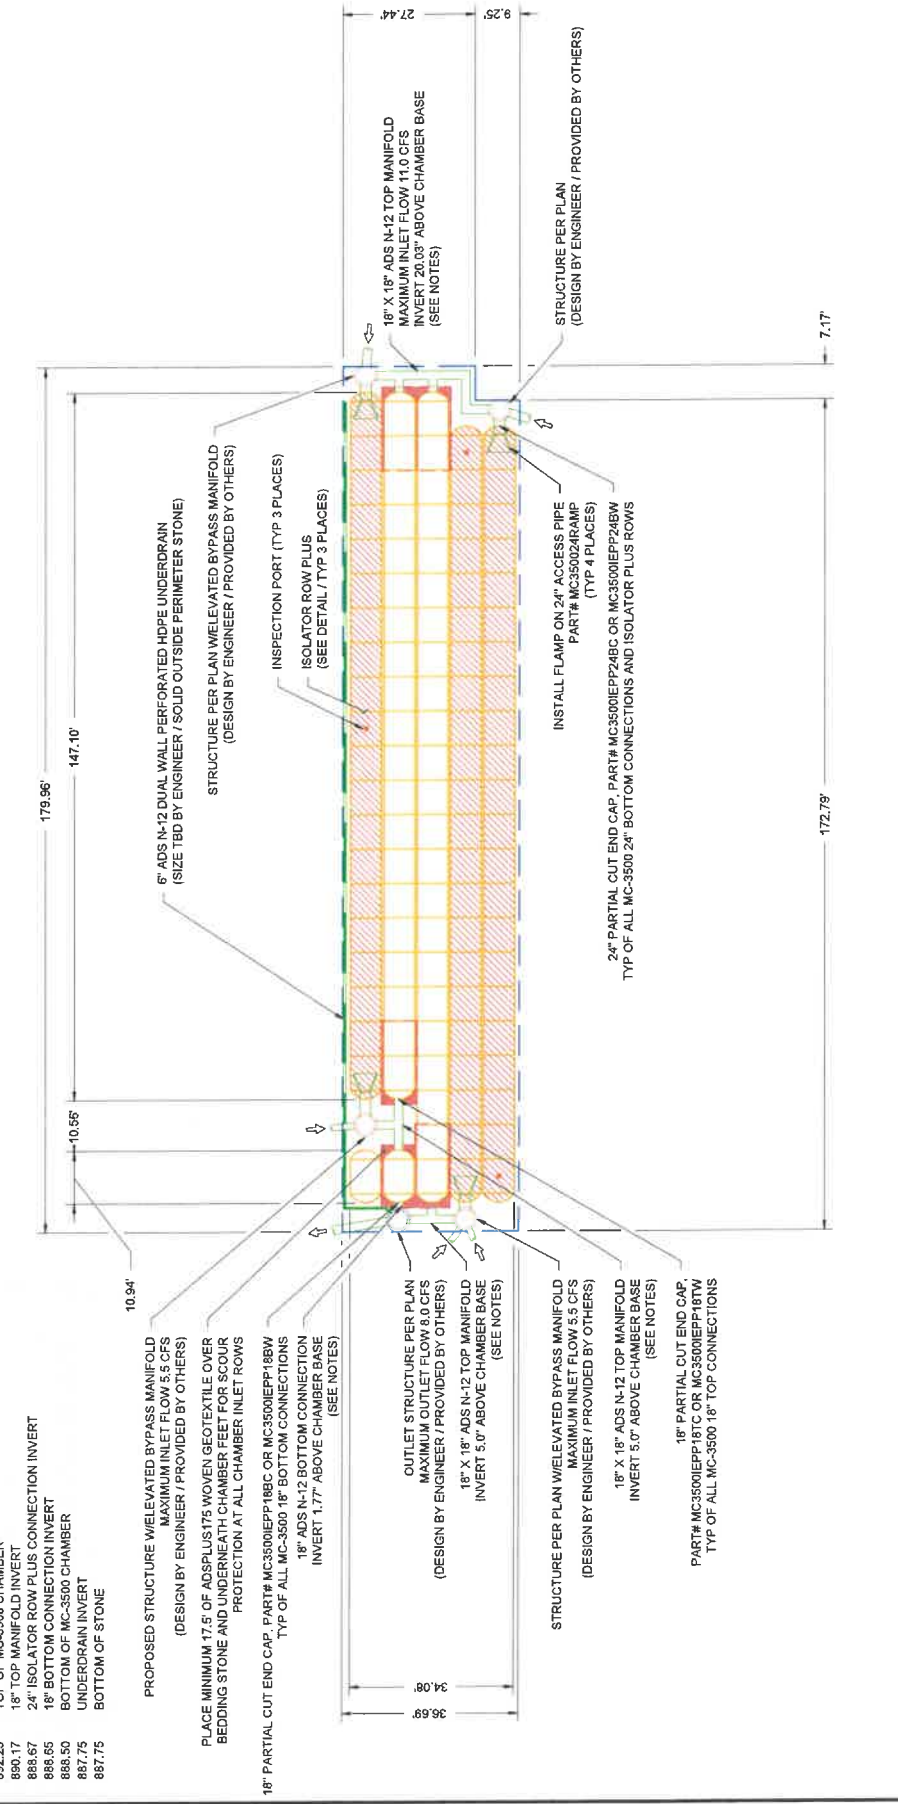 892.25 TOP OF MC-3500 CHAMBER
890.17 18" TOP MANIFOLD INVERT
888.67 24" ISOLATOR ROW PLUS CONNECTION INVERT
888.65 18" BOTTOM CONNECTION INVERT
888.50 BOTTOM OF MC-3500 CHAMBER
887.75 UNDERDRAIN INVERT
887.75 BOTTOM OF STONE
179.96'
147.10'
10.56'
10.94'
PROPOSED STRUCTURE W/ELEVATED BYPASS MANIFOLD
MAXIMUM INLET FLOW 5.5 CFS
(DESIGN BY ENGINEER / PROVIDED BY OTHERS)
PLACE MINIMUM 17.5' OF ADSPLUS175 WOVEN GEOTEXTILE OVER
BEDDING STONE AND UNDERNEATH CHAMBER FEET FOR SCOUR
PROTECTION AT ALL CHAMBER INLET ROWS
18" PARTIAL CUT END CAP, PART# MC3500IEPP18BC OR MC3500IEPP18BW
TYP OF ALL MC-3500 18" BOTTOM CONNECTIONS
18" ADS N-12 BOTTOM CONNECTION
INVERT 1.77" ABOVE CHAMBER BASE
(SEE NOTES)
OUTLET STRUCTURE PER PLAN
MAXIMUM OUTLET FLOW 8.0 CFS
(DESIGN BY ENGINEER / PROVIDED BY OTHERS)
18" X 18" ADS N-12 TOP MANIFOLD
INVERT 5.0" ABOVE CHAMBER BASE
(SEE NOTES)
STRUCTURE PER PLAN W/ELEVATED BYPASS MANIFOLD
MAXIMUM INLET FLOW 5.5 CFS
(DESIGN BY ENGINEER / PROVIDED BY OTHERS)
18" X 18" ADS N-12 TOP MANIFOLD
INVERT 5.0" ABOVE CHAMBER BASE
(SEE NOTES)
18" PARTIAL CUT END CAP,
PART# MC3500IEPP18TC OR MC3500IEPP18TW
TYP OF ALL MC-3500 18" TOP CONNECTIONS
34.08'
36.69'
6" ADS N-12 DUAL WALL PERFORATED HDPE UNDERDRAIN
(SIZE TBD BY ENGINEER / SOLID OUTSIDE PERIMETER STONE)
STRUCTURE PER PLAN W/ELEVATED BYPASS MANIFOLD
(DESIGN BY ENGINEER / PROVIDED BY OTHERS)
INSPECTION PORT (TYP 3 PLACES)
ISOLATOR ROW PLUS
(SEE DETAIL / TYP 3 PLACES)
27.44'
9.25'
18" X 18" ADS N-12 TOP MANIFOLD
MAXIMUM INLET FLOW 11.0 CFS
INVERT 20.03" ABOVE CHAMBER BASE
(SEE NOTES)
STRUCTURE PER PLAN
(DESIGN BY ENGINEER / PROVIDED BY OTHERS)
INSTALL FLAMP ON 24" ACCESS PIPE
PART# MC350024RAMP
(TYP 4 PLACES)
24" PARTIAL CUT END CAP, PART# MC3500IEPP24BC OR MC3500IEPP24BW
TYP OF ALL MC-3500 24" BOTTOM CONNECTIONS AND ISOLATOR PLUS ROWS
172.79'
7.17'